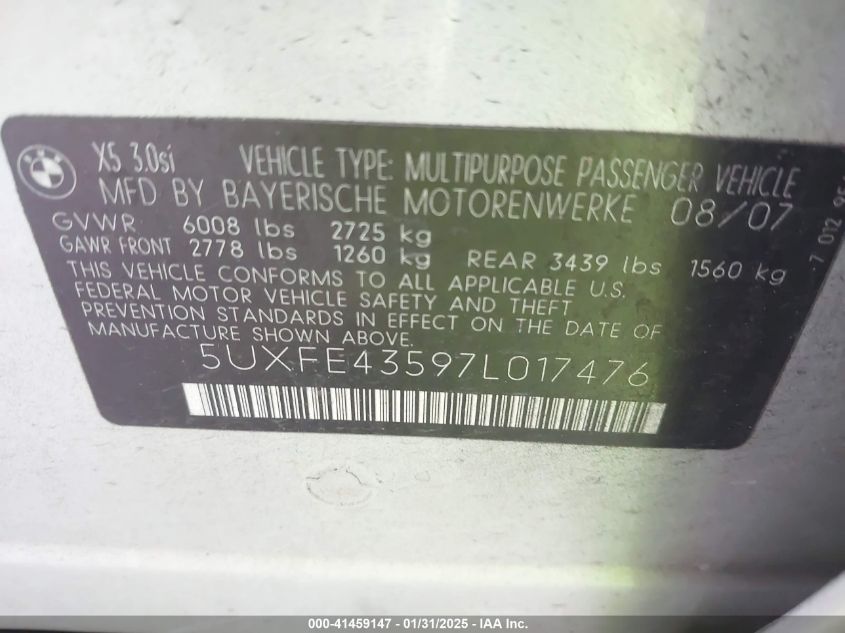 BMW
X5 3.0si VEHICLE TYPE: MULTIPURPOSE PASSENGER VEHICLE
MFD BY BAYERISCHE MOTORENWERKE 08/07
GVWR 6008 lbs 2725 kg
GAWR FRONT 2778 lbs 1260 kg REAR 3439 lbs 1560 kg
THIS VEHICLE CONFORMS TO ALL APPLICABLE U.S.
FEDERAL MOTOR VEHICLE SAFETY AND THEFT
PREVENTION STANDARDS IN EFFECT ON THE DATE OF
MANUFACTURE SHOWN ABOVE.
5UXFE43597L017476
7 012
000-41459147 - 01/31/2025 - IAA Inc.